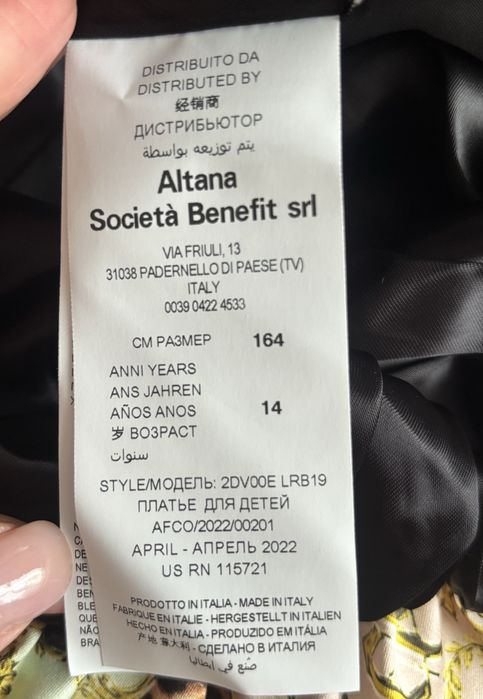 DISTRIBUITO DA
DISTRIBUTED BY
经销商
ДИСТРИБЬЮТОР
يتم توزيعه بواسطة
Altana
Società Benefit srl
VIA FRIULI, 13
31038 PADERNELLO DI PAESE (TV)
ITALY
0039 0422 4533
СМ РАЗМЕР 164
ANNI YEARS
ANS JAHREN
AÑOS ANOS 14
岁 ВОЗРАСТ
سنوات
STYLE/МОДЕЛЬ: 2DV00E LRB19
ПЛАТЬЕ ДЛЯ ДЕТЕЙ
AFCO/2022/00201
APRIL - АПРЕЛЬ 2022
US RN 115721
PRODOTTO IN ITALIA - MADE IN ITALY
FABRIQUE EN ITALIE - HERGESTELLT IN ITALIEN
HECHO EN ITALIA - PRODUZIDO EM ITÁLIA
产地 意大利 - СДЕЛАНО В ИТАЛИЯ
صنع في ايطاليا